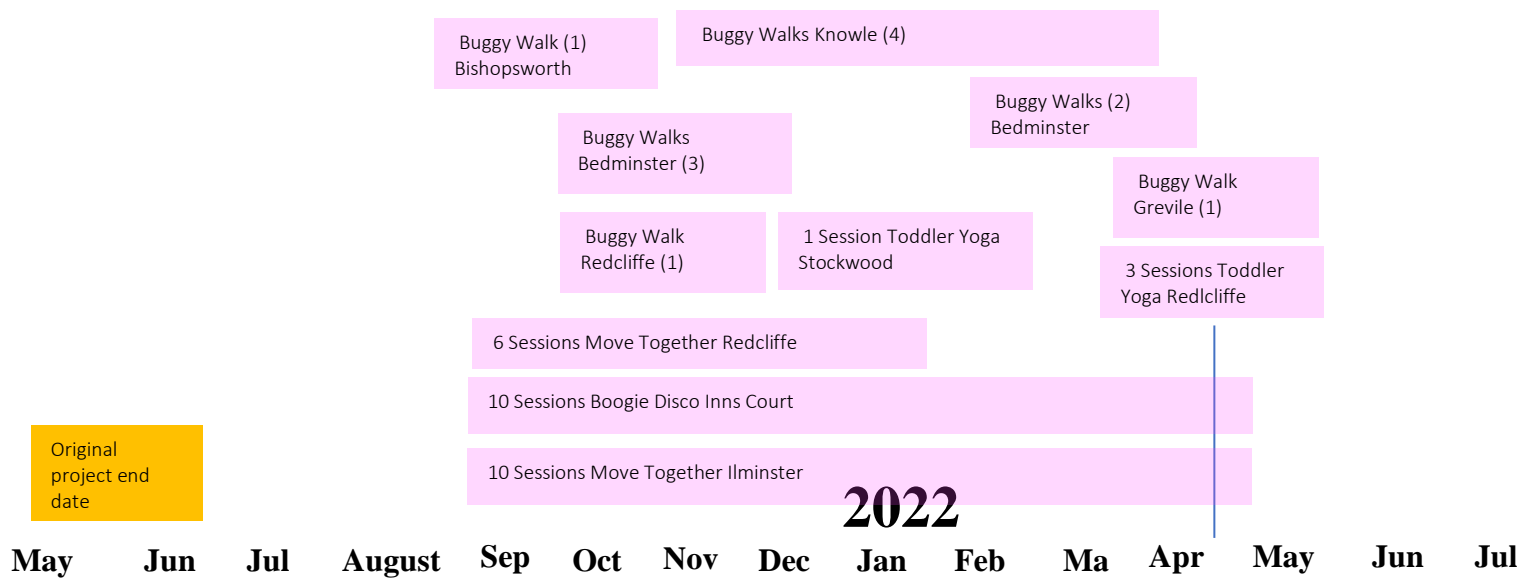 Buggy Walk (1)
Bishopsworth
Buggy Walks Knowle (4)
Buggy Walks (2)
Bedminster
Buggy Walks
Bedminster (3)
Buggy Walk
Grevile (1)
Buggy Walk
Redcliffe (1)
1 Session Toddler Yoga
Stockwood
3 Sessions Toddler
Yoga Redlcliffe
6 Sessions Move Together Redcliffe
10 Sessions Boogie Disco Inns Court
Original
project end
date
10 Sessions Move Together Ilminster
2022
May Jun Jul August Sep Oct Nov Dec Jan Feb Ma Apr May Jun Jul